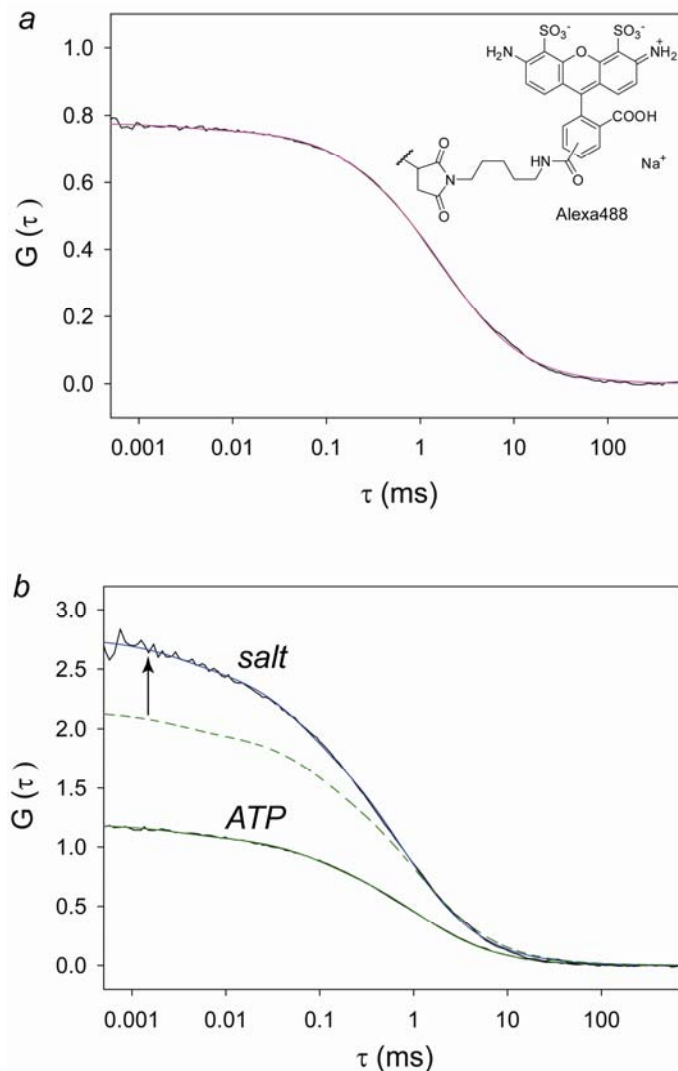 a
1.0
0.8
0.6
0.4
0.2
0.0
G (τ)
0.001 0.01 0.1 1 10 100
τ (ms)
SO₃⁻ SO₃⁻
H₂N O NH₂⁺
COOH
O
N HN O
O
Na⁺
Alexa488
b
3.0
2.5
2.0
1.5
1.0
0.5
0.0
G (τ)
salt
ATP
0.001 0.01 0.1 1 10 100
τ (ms)